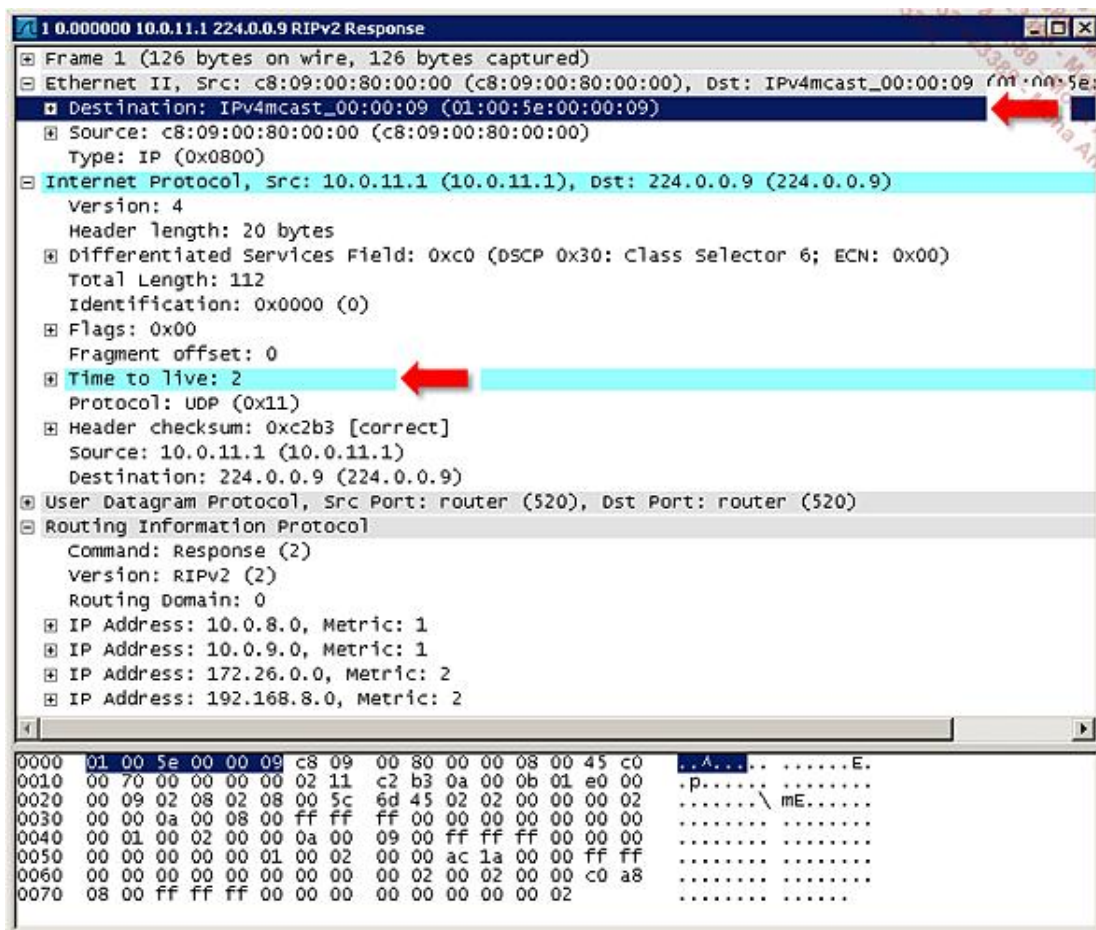 1 0.000000 10.0.11.1 224.0.0.9 RIPv2 Response
Frame 1 (126 bytes on wire, 126 bytes captured)
Ethernet II, Src: c8:09:00:80:00:00 (c8:09:00:80:00:00), Dst: IPv4mcast_00:00:09 (01:00:5e:
Destination: IPv4mcast_00:00:09 (01:00:5e:00:00:09)
Source: c8:09:00:80:00:00 (c8:09:00:80:00:00)
Type: IP (0x0800)
Internet Protocol, Src: 10.0.11.1 (10.0.11.1), Dst: 224.0.0.9 (224.0.0.9)
Version: 4
Header length: 20 bytes
Differentiated Services Field: 0xc0 (DSCP 0x30: Class Selector 6; ECN: 0x00)
Total Length: 112
Identification: 0x0000 (0)
Flags: 0x00
Fragment offset: 0
Time to live: 2
Protocol: UDP (0x11)
Header checksum: 0xc2b3 [correct]
Source: 10.0.11.1 (10.0.11.1)
Destination: 224.0.0.9 (224.0.0.9)
User Datagram Protocol, Src Port: router (520), Dst Port: router (520)
Routing Information Protocol
Command: Response (2)
Version: RIPv2 (2)
Routing Domain: 0
IP Address: 10.0.8.0, Metric: 1
IP Address: 10.0.9.0, Metric: 1
IP Address: 172.26.0.0, Metric: 2
IP Address: 192.168.8.0, Metric: 2
0000 01 00 5e 00 00 09 c8 09 00 80 00 00 08 00 45 c0 ..^..... ......E.
0010 00 70 00 00 00 00 02 11 c2 b3 0a 00 0b 01 e0 00 .p...... ........
0020 00 09 02 08 02 08 00 5c 6d 45 02 02 00 00 00 02 .......\ mE......
0030 00 00 0a 00 08 00 ff ff ff 00 00 00 00 00 00 00 ........ ........
0040 00 01 00 02 00 00 0a 00 09 00 ff ff ff 00 00 00 ........ ........
0050 00 00 00 00 00 01 00 02 00 00 ac 1a 00 00 ff ff ........ ........
0060 00 00 00 00 00 00 00 00 00 02 00 02 00 00 c0 a8 ........ ........
0070 08 00 ff ff ff 00 00 00 00 00 00 00 00 02 ........ ......